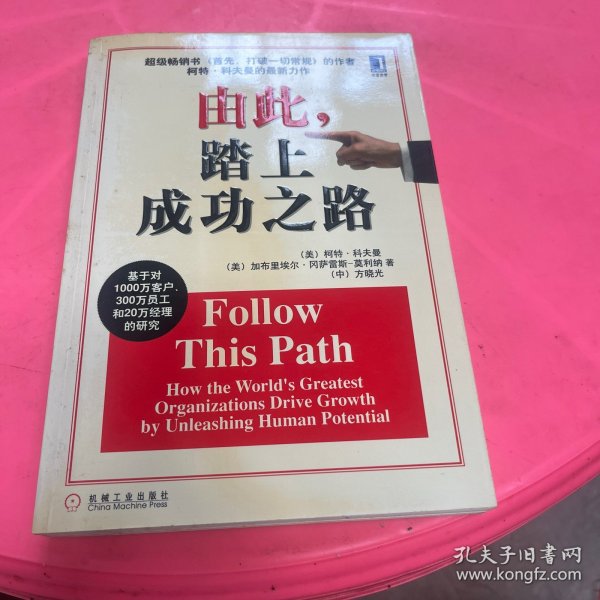 超级畅销书《首先，打破一切常规》的作者
柯特·科夫曼的最新力作
由此，
踏上
成功之路
（美）柯特·科夫曼
（美）加布里埃尔·冈萨雷斯-莫利纳 著
（中）方晓光
基于对
1000万客户、
300万员工
和20万经理
的研究
Follow
This Path
How the World's Greatest
Organizations Drive Growth
by Unleashing Human Potential
机械工业出版社
China Machine Press
孔夫子旧书网
www.kongfz.com